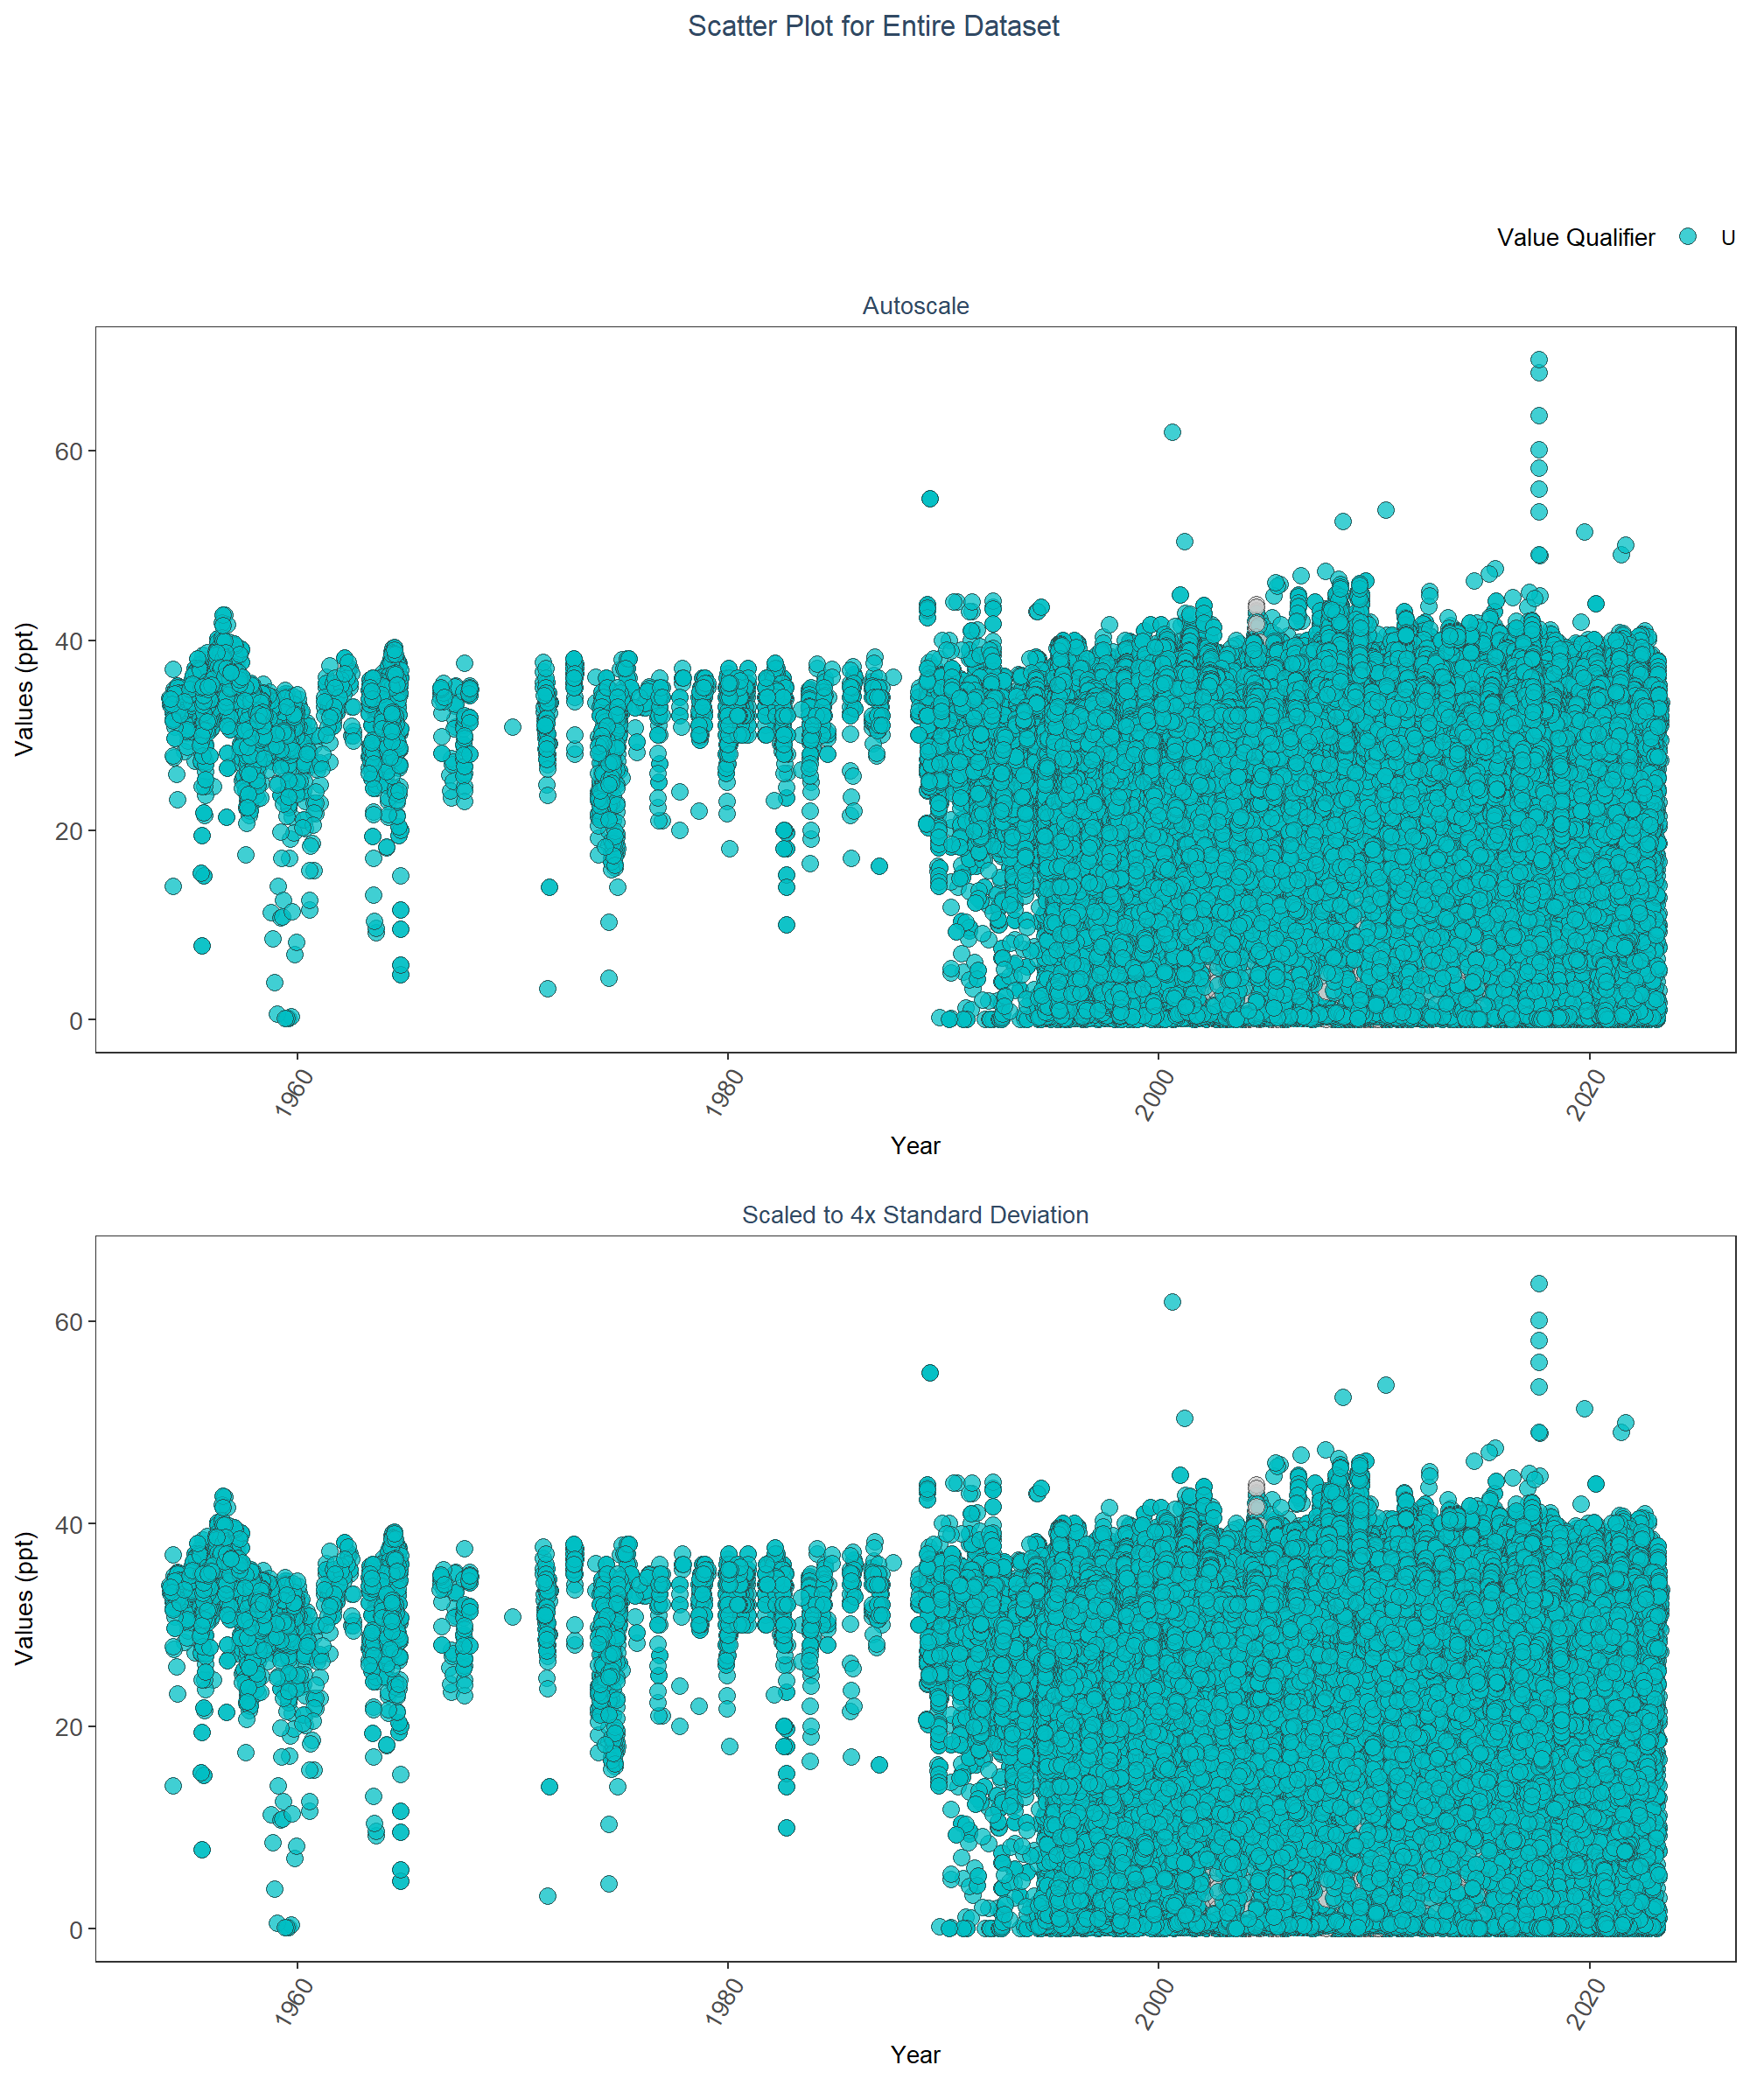 Scatter Plot for Entire Dataset
Value Qualifier U
Autoscale
Values (ppt)
60
40
20
0
1960 1980 2000 2020
Year
Scaled to 4x Standard Deviation
Values (ppt)
60
40
20
0
1960 1980 2000 2020
Year